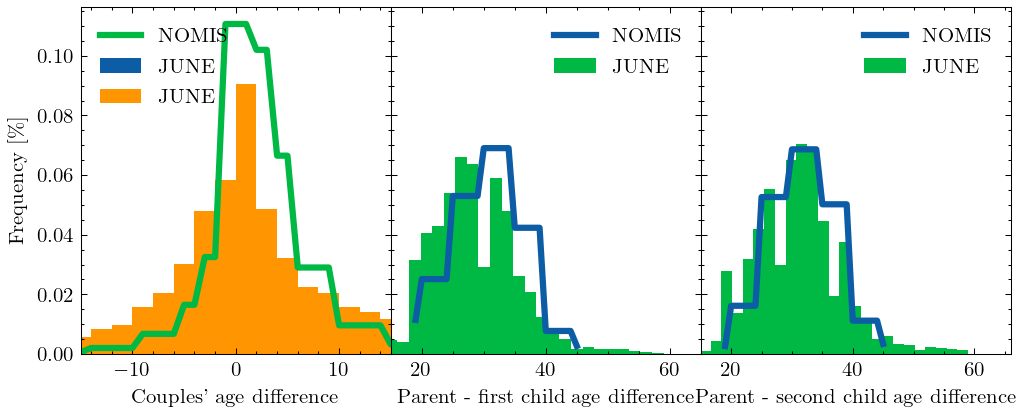 NOMIS
JUNE
JUNE
NOMIS
JUNE
NOMIS
JUNE
Frequency [%]
0.10
0.08
0.06
0.04
0.02
0.00
−10 0 10
20 40 60
20 40 60
Couples' age difference
Parent - first child age difference
Parent - second child age difference